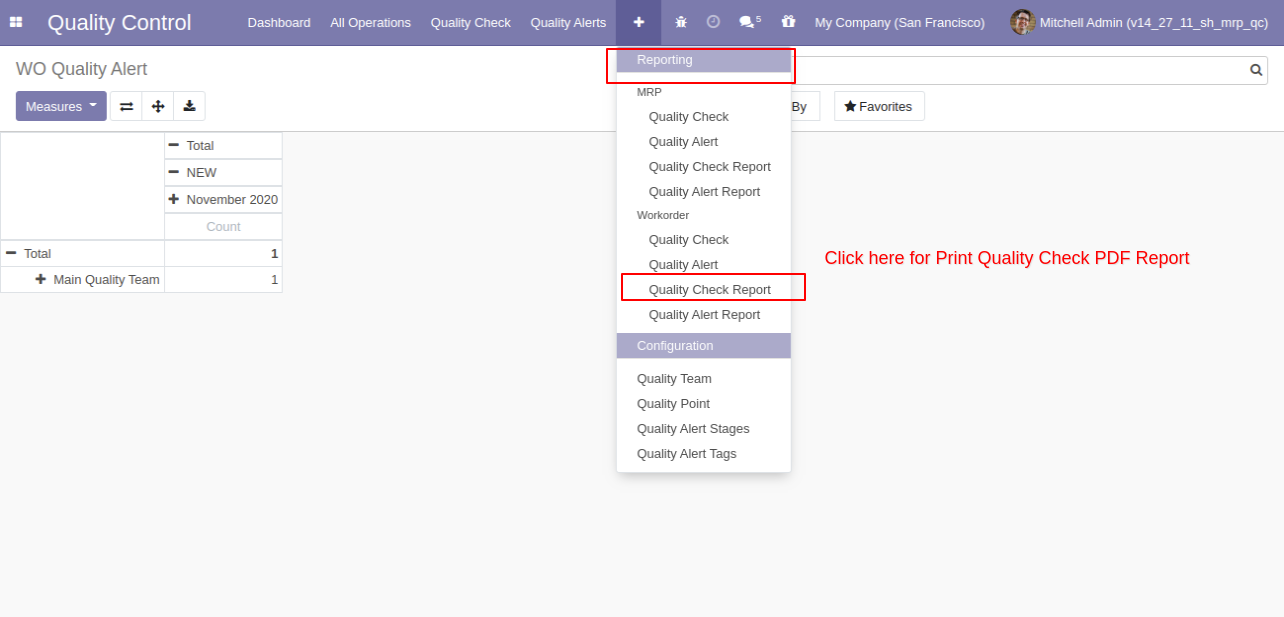 Quality Control Dashboard All Operations Quality Check Quality Alerts 5 My Company (San Francisco) Mitchell Admin (v14_27_11_sh_mrp_qc)
WO Quality Alert
Measures
By Favorites
Reporting
MRP
Quality Check
Quality Alert
Quality Check Report
Quality Alert Report
Workorder
Quality Check
Quality Alert
Quality Check Report
Quality Alert Report
Configuration
Quality Team
Quality Point
Quality Alert Stages
Quality Alert Tags
Total
NEW
November 2020
Count
Total 1
Main Quality Team 1
Click here for Print Quality Check PDF Report